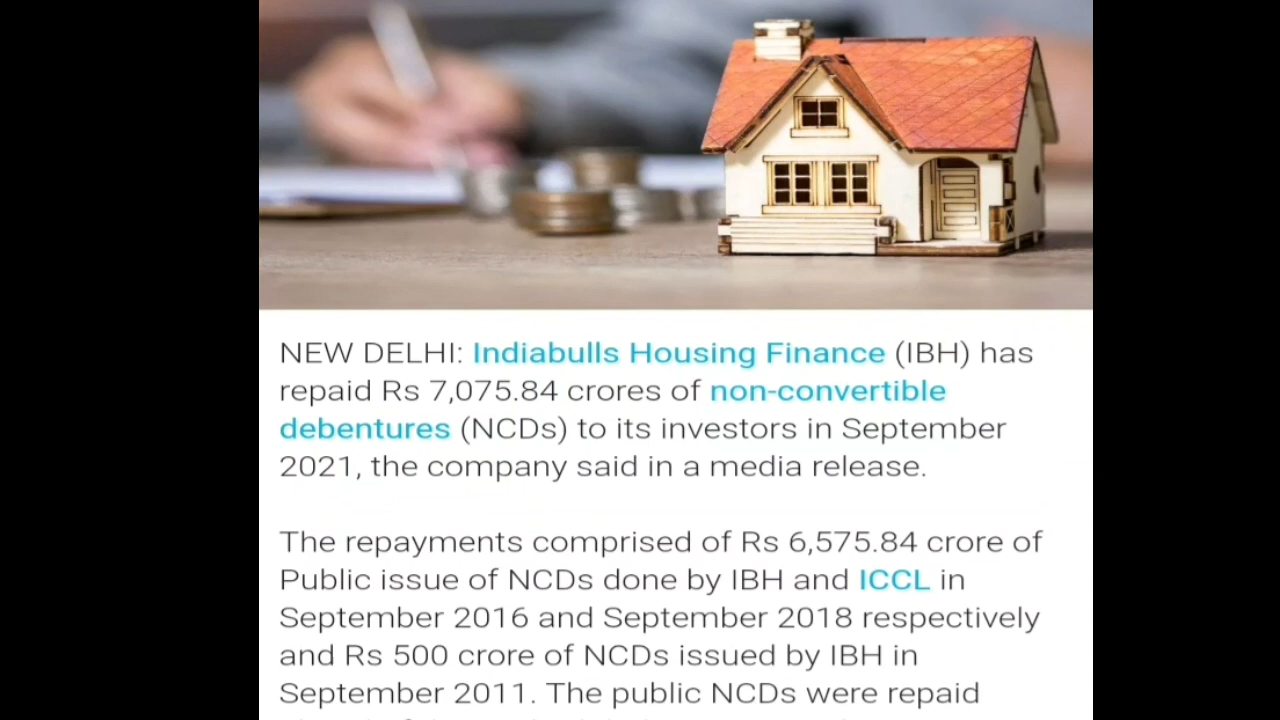 NEW DELHI: Indiabulls Housing Finance (IBH) has
repaid Rs 7,075.84 crores of non-convertible
debentures (NCDs) to its investors in September
2021, the company said in a media release.
The repayments comprised of Rs 6,575.84 crore of
Public issue of NCDs done by IBH and ICCL in
September 2016 and September 2018 respectively
and Rs 500 crore of NCDs issued by IBH in
September 2011. The public NCDs were repaid